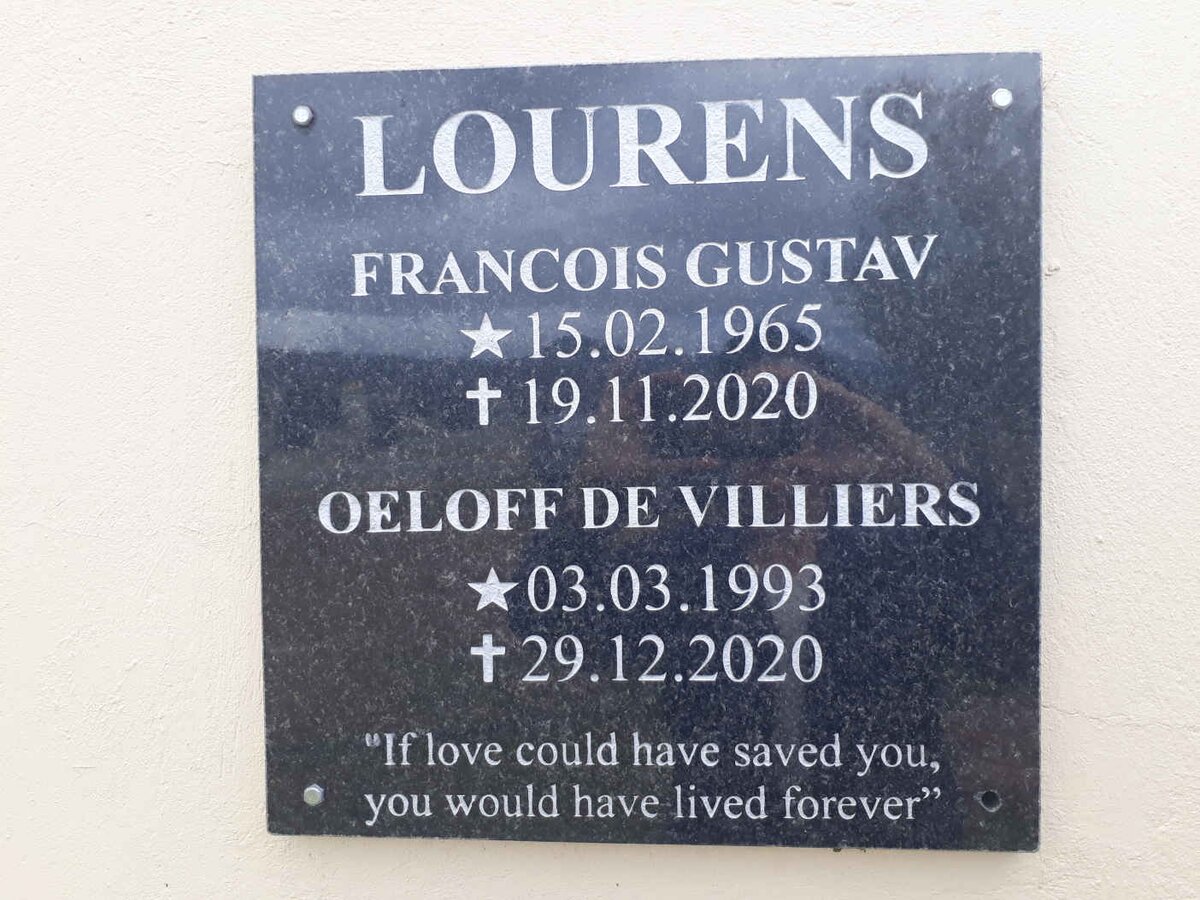 LOURENS
FRANCOIS GUSTAV
★15.02.1965
✝19.11.2020
OELOFF DE VILLIERS
★03.03.1993
✝29.12.2020
"If love could have saved you,
you would have lived forever”